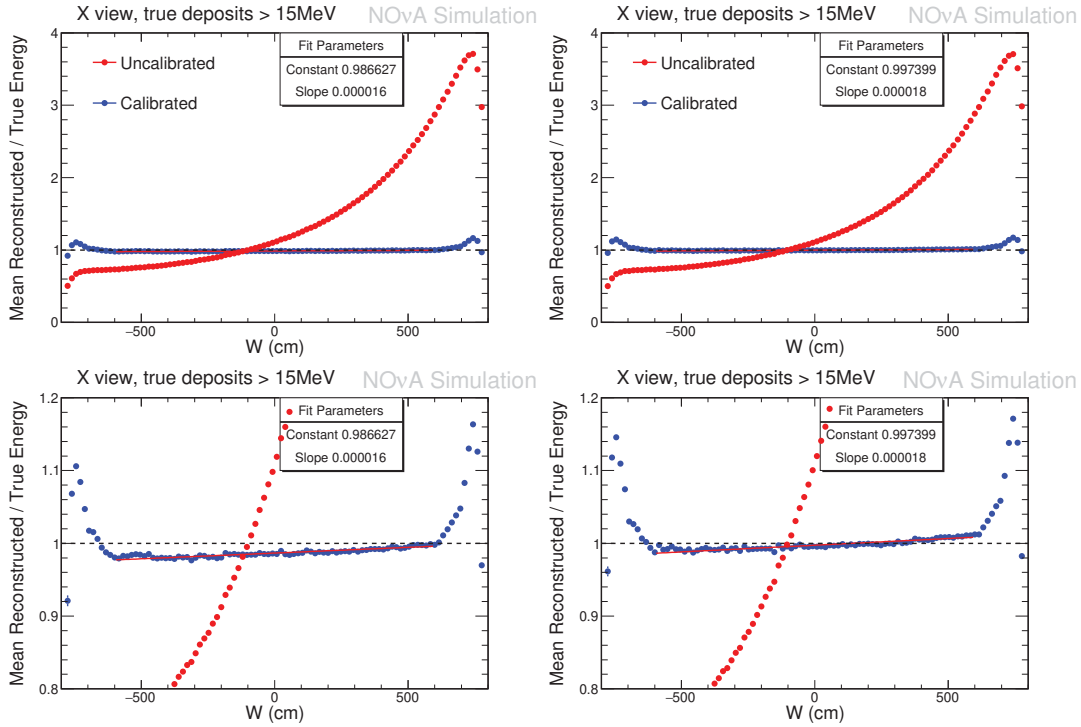 X view, true deposits > 15MeV
NOνA Simulation
Mean Reconstructed / True Energy
4
3
2
1
0
Uncalibrated
Calibrated
Fit Parameters
Constant 0.986627
Slope 0.000016
−500
0
500
W (cm)
X view, true deposits > 15MeV
NOνA Simulation
Mean Reconstructed / True Energy
4
3
2
1
0
Uncalibrated
Calibrated
Fit Parameters
Constant 0.997399
Slope 0.000018
−500
0
500
W (cm)
X view, true deposits > 15MeV
NOνA Simulation
Mean Reconstructed / True Energy
1.2
1.1
1
0.9
0.8
Fit Parameters
Constant 0.986627
Slope 0.000016
−500
0
500
W (cm)
X view, true deposits > 15MeV
NOνA Simulation
Mean Reconstructed / True Energy
1.2
1.1
1
0.9
0.8
Fit Parameters
Constant 0.997399
Slope 0.000018
−500
0
500
W (cm)